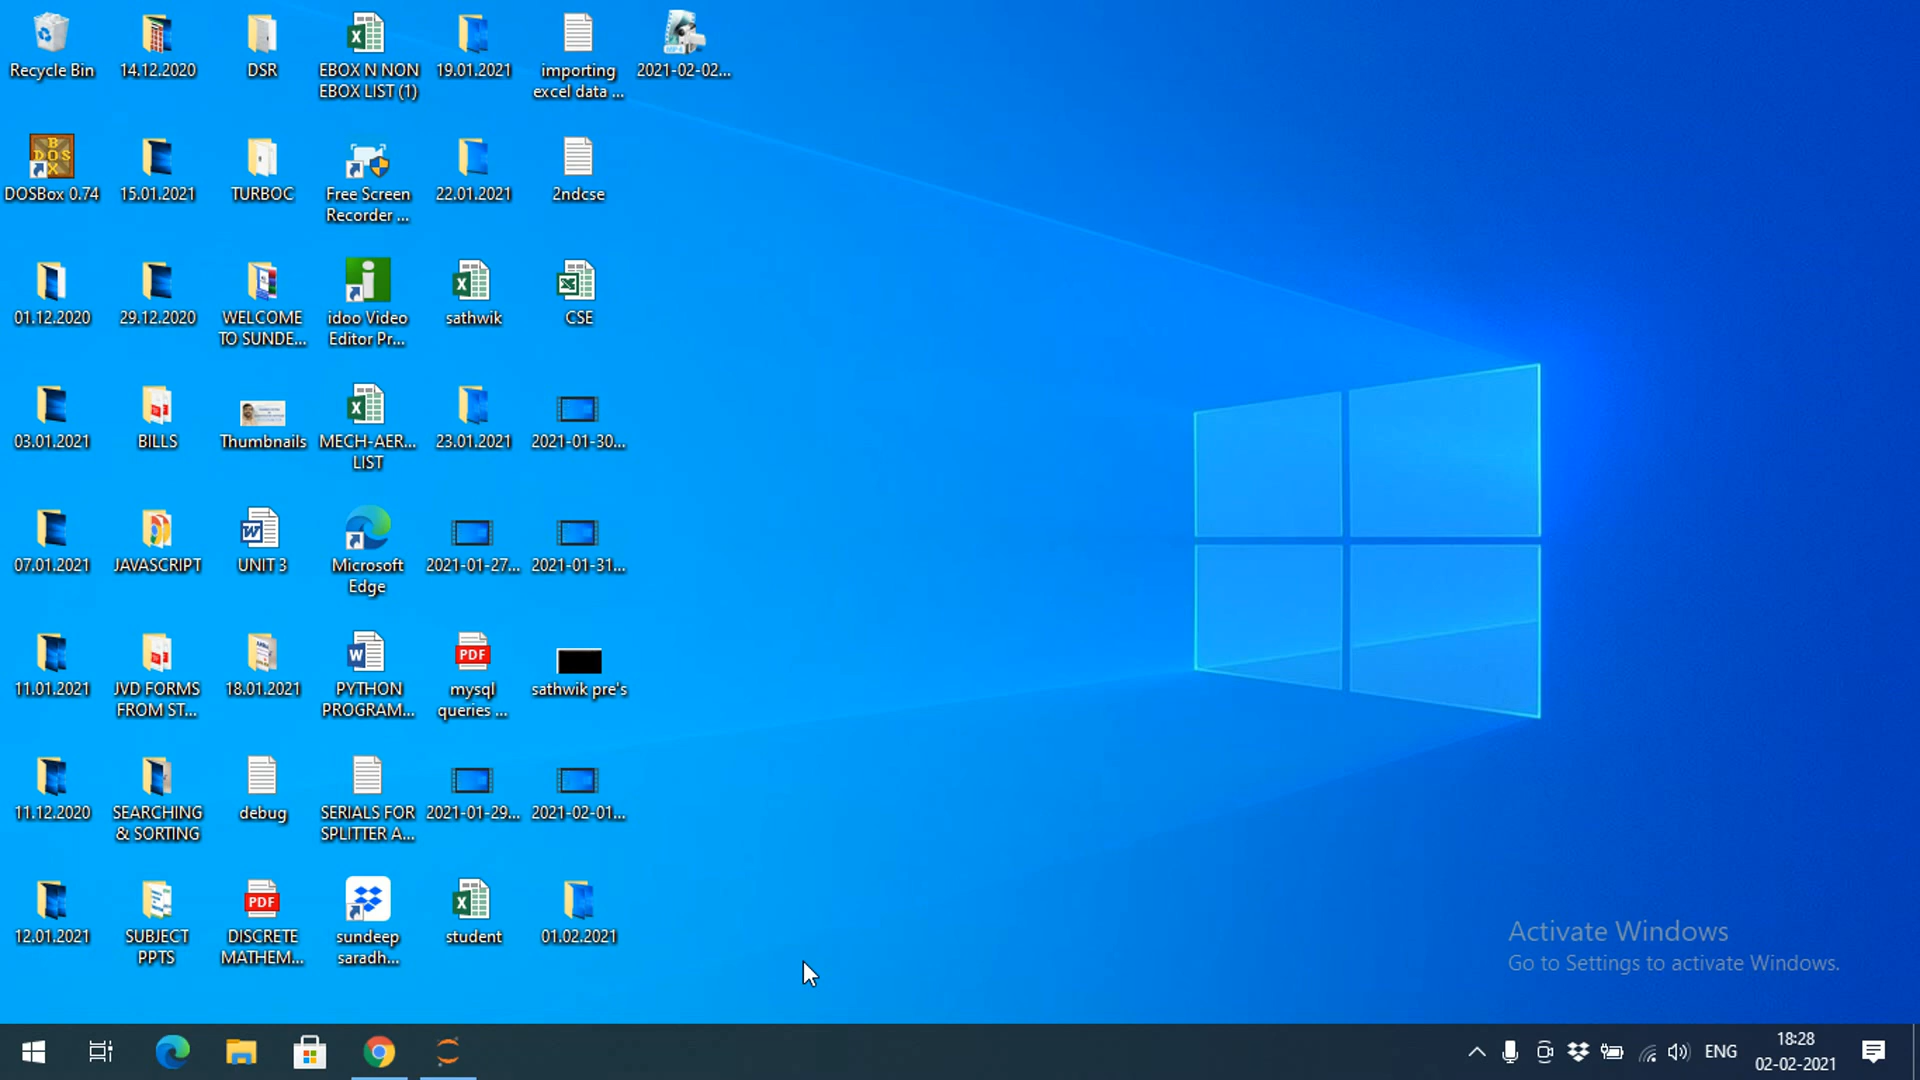 Recycle Bin
14.12.2020
DSR
EBOX N NON
EBOX LIST (1)
19.01.2021
importing
excel data ...
2021-02-02...
DOSBox 0.74
15.01.2021
TURBOC
Free Screen
Recorder ...
22.01.2021
2ndcse
01.12.2020
29.12.2020
WELCOME
TO SUNDE...
idoo Video
Editor Pr...
sathwik
CSE
03.01.2021
BILLS
Thumbnails
MECH-AER...
LIST
23.01.2021
2021-01-30...
07.01.2021
JAVASCRIPT
UNIT 3
Microsoft
Edge
2021-01-27...
2021-01-31...
11.01.2021
JVD FORMS
FROM ST...
18.01.2021
PYTHON
PROGRAM...
PDF
mysql
queries ...
sathwik pre's
11.12.2020
SEARCHING
& SORTING
debug
SERIALS FOR
SPLITTER A...
2021-01-29...
2021-02-01...
12.01.2021
SUBJECT
PPTS
PDF
DISCRETE
MATHEM...
sundeep
saradh...
student
01.02.2021
Activate Windows
Go to Settings to activate Windows.
ENG
18:28
02-02-2021